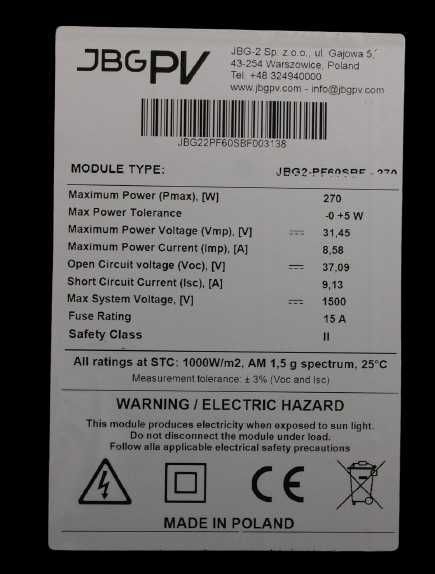 JBGPV
JBG-2 Sp. z.o.o., ul. Gajowa 5,
43-254 Warszowice, Poland
Tel. +48 324940000
www.jbgpv.com - info@jbgpv.com
JBG22PF60SBF003138
MODULE TYPE: JBG2-PF60SBF - 270
Maximum Power (Pmax), [W] 270
Max Power Tolerance -0 +5 W
Maximum Power Voltage (Vmp), [V] 31,45
Maximum Power Current (Imp), [A] 8,58
Open Circuit voltage (Voc), [V] 37,09
Short Circuit Current (Isc), [A] 9,13
Max System Voltage, [V] 1500
Fuse Rating 15 A
Safety Class II
All ratings at STC: 1000W/m2, AM 1,5 g spectrum, 25°C
Measurement tolerance: ± 3% (Voc and Isc)
WARNING / ELECTRIC HAZARD
This module produces electricity when exposed to sun light.
Do not disconnect the module under load.
Follow alla applicable electrical safety precautions
CE
MADE IN POLAND